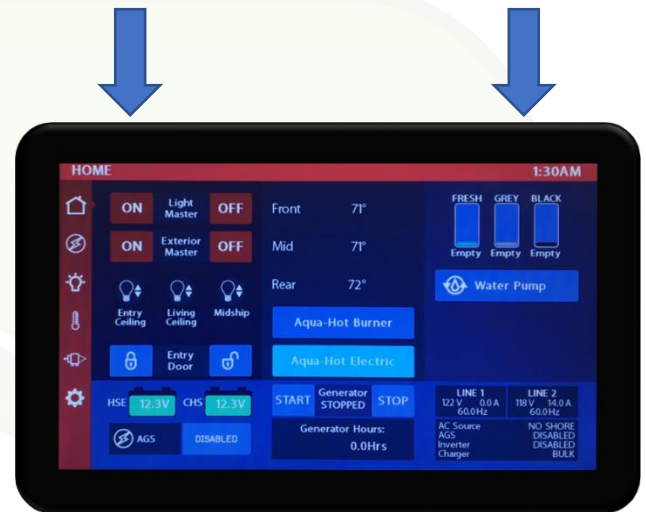 HOME 1:30AM
ON Light Master OFF
ON Exterior Master OFF
Entry Ceiling
Living Ceiling
Midship
Entry Door
Front 71°
Mid 71°
Rear 72°
Aqua-Hot Burner
Aqua-Hot Electric
FRESH GREY BLACK
Empty Empty Empty
Water Pump
HSE 12.3V CHS 12.3V
AGS DISABLED
START Generator STOPPED STOP
Generator Hours:
0.0Hrs
LINE 1
122 V 0.0 A
60.0Hz
LINE 2
118 V 14.0 A
60.0Hz
AC Source NO SHORE
AGS DISABLED
Inverter DISABLED
Charger BULK